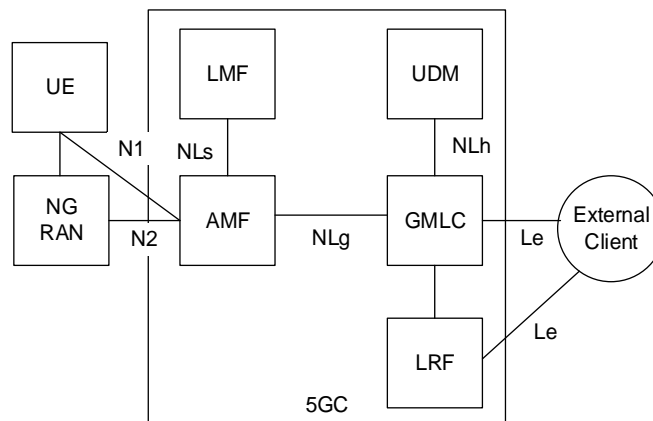 UE
LMF
UDM
N1
NLs
NLh
NG
RAN
N2
AMF
NLg
GMLC
Le
External
Client
LRF
Le
5GC